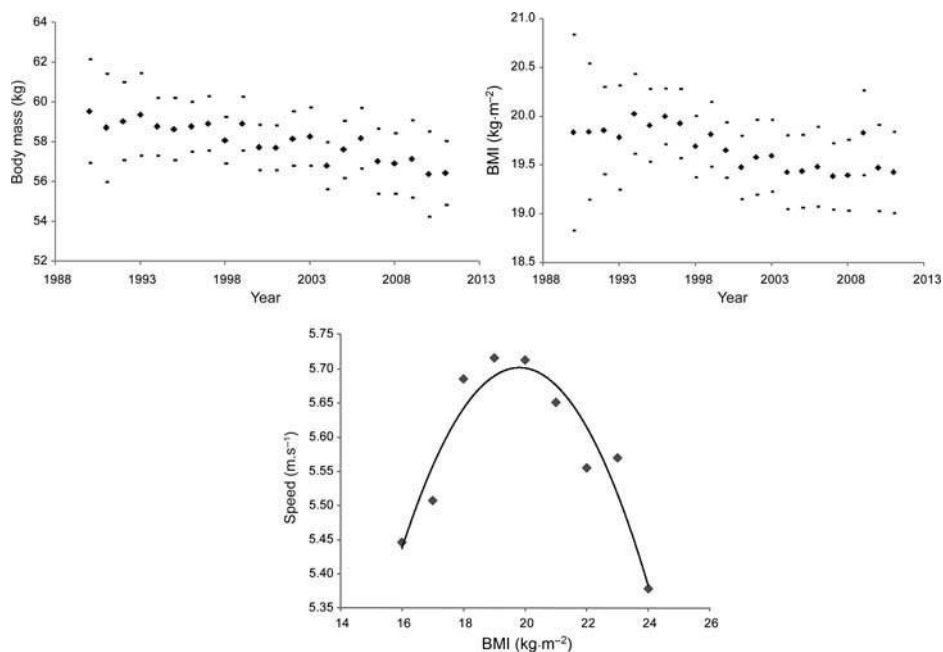 64
62
60
58
56
54
52
Body mass (kg)
1988 1993 1998 2003 2008 2013
Year
21.0
20.5
20.0
19.5
19.0
18.5
BMI (kg·m⁻²)
1988 1993 1998 2003 2008 2013
Year
5.75
5.70
5.65
5.60
5.55
5.50
5.45
5.40
5.35
Speed (m.s⁻¹)
14 16 18 20 22 24 26
BMI (kg·m⁻²)